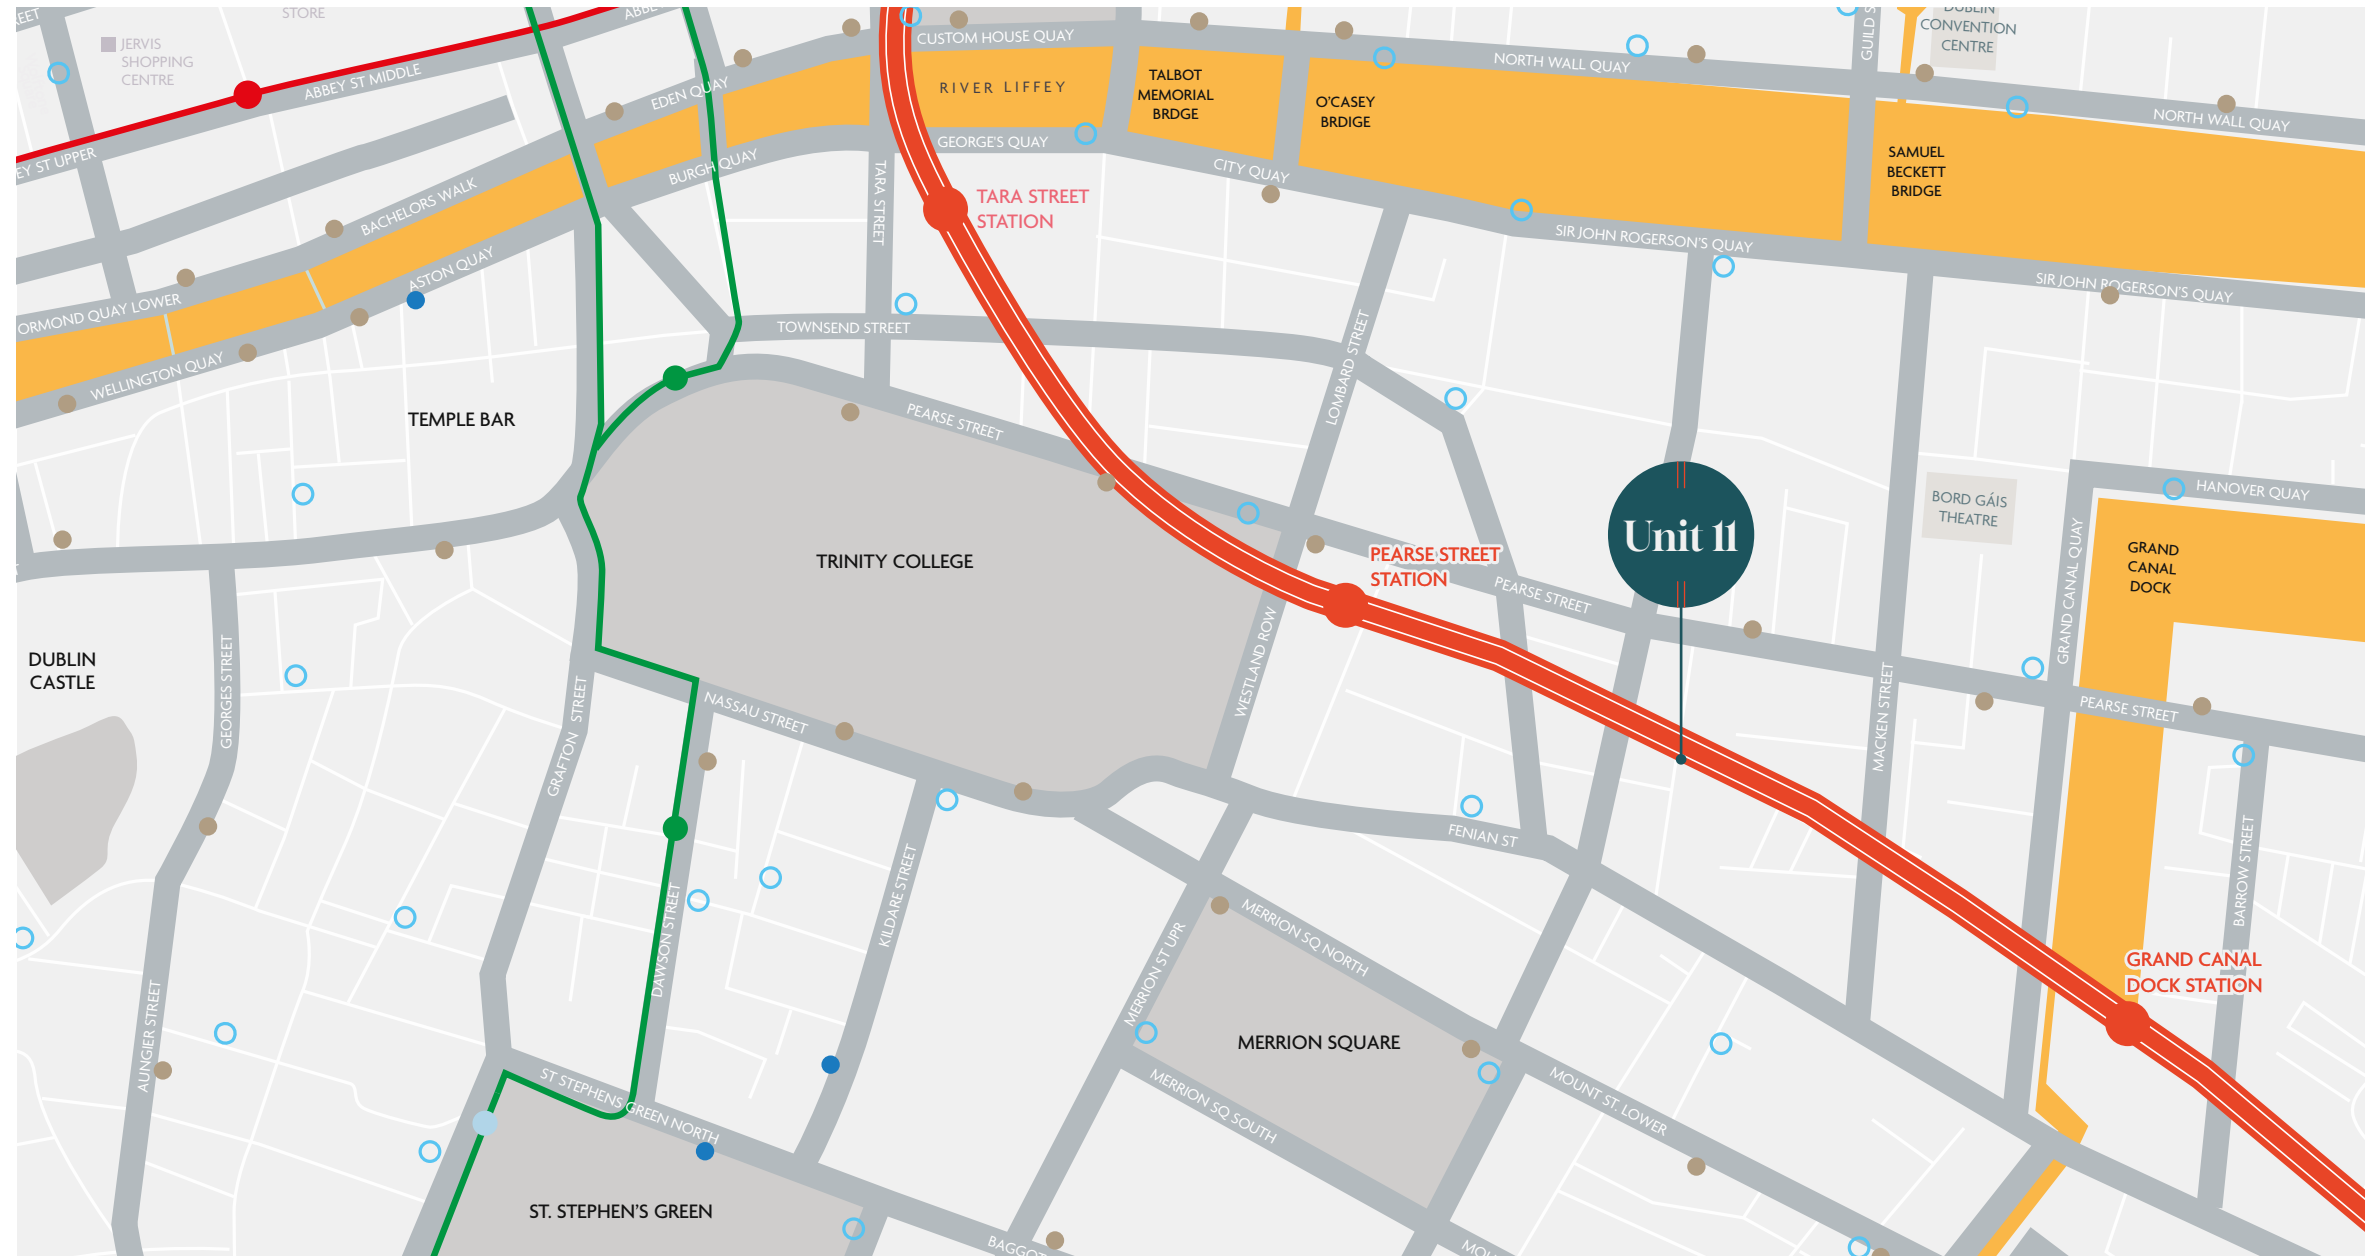 STORE
JERVIS
SHOPPING
CENTRE
ABBEY ST MIDDLE
EY ST UPPER
EDEN QUAY
CUSTOM HOUSE QUAY
RIVER LIFFEY
TALBOT
MEMORIAL
BRDGE
O'CASEY
BRDIGE
NORTH WALL QUAY
GUILD S
DUBLIN
CONVENTION
CENTRE
NORTH WALL QUAY
SAMUEL
BECKETT
BRIDGE
GEORGE'S QUAY
CITY QUAY
BURGH QUAY
TARA STREET
TARA STREET
STATION
BACHELORS WALK
ASTON QUAY
ORMOND QUAY LOWER
WELLINGTON QUAY
SIR JOHN ROGERSON'S QUAY
SIR JOHN ROGERSON'S QUAY
TOWNSEND STREET
LOMBARD STREET
TEMPLE BAR
PEARSE STREET
HANOVER QUAY
BORD GÁIS
THEATRE
Unit 11
GRAND
CANAL
DOCK
GRAND CANAL QUAY
TRINITY COLLEGE
PEARSE STREET
STATION
PEARSE STREET
DUBLIN
CASTLE
GEORGES STREET
GRAFTON STREET
NASSAU STREET
WESTLAND ROW
MACKEN STREET
PEARSE STREET
FENIAN ST
BARROW STREET
KILDARE STREET
DAWSON STREET
MERRION ST UPR
MERRION SQ NORTH
GRAND CANAL
DOCK STATION
AUNGIER STREET
MERRION SQUARE
ST STEPHENS GREEN NORTH
MERRION SQ SOUTH
MOUNT ST. LOWER
ST. STEPHEN'S GREEN
BAGGOT